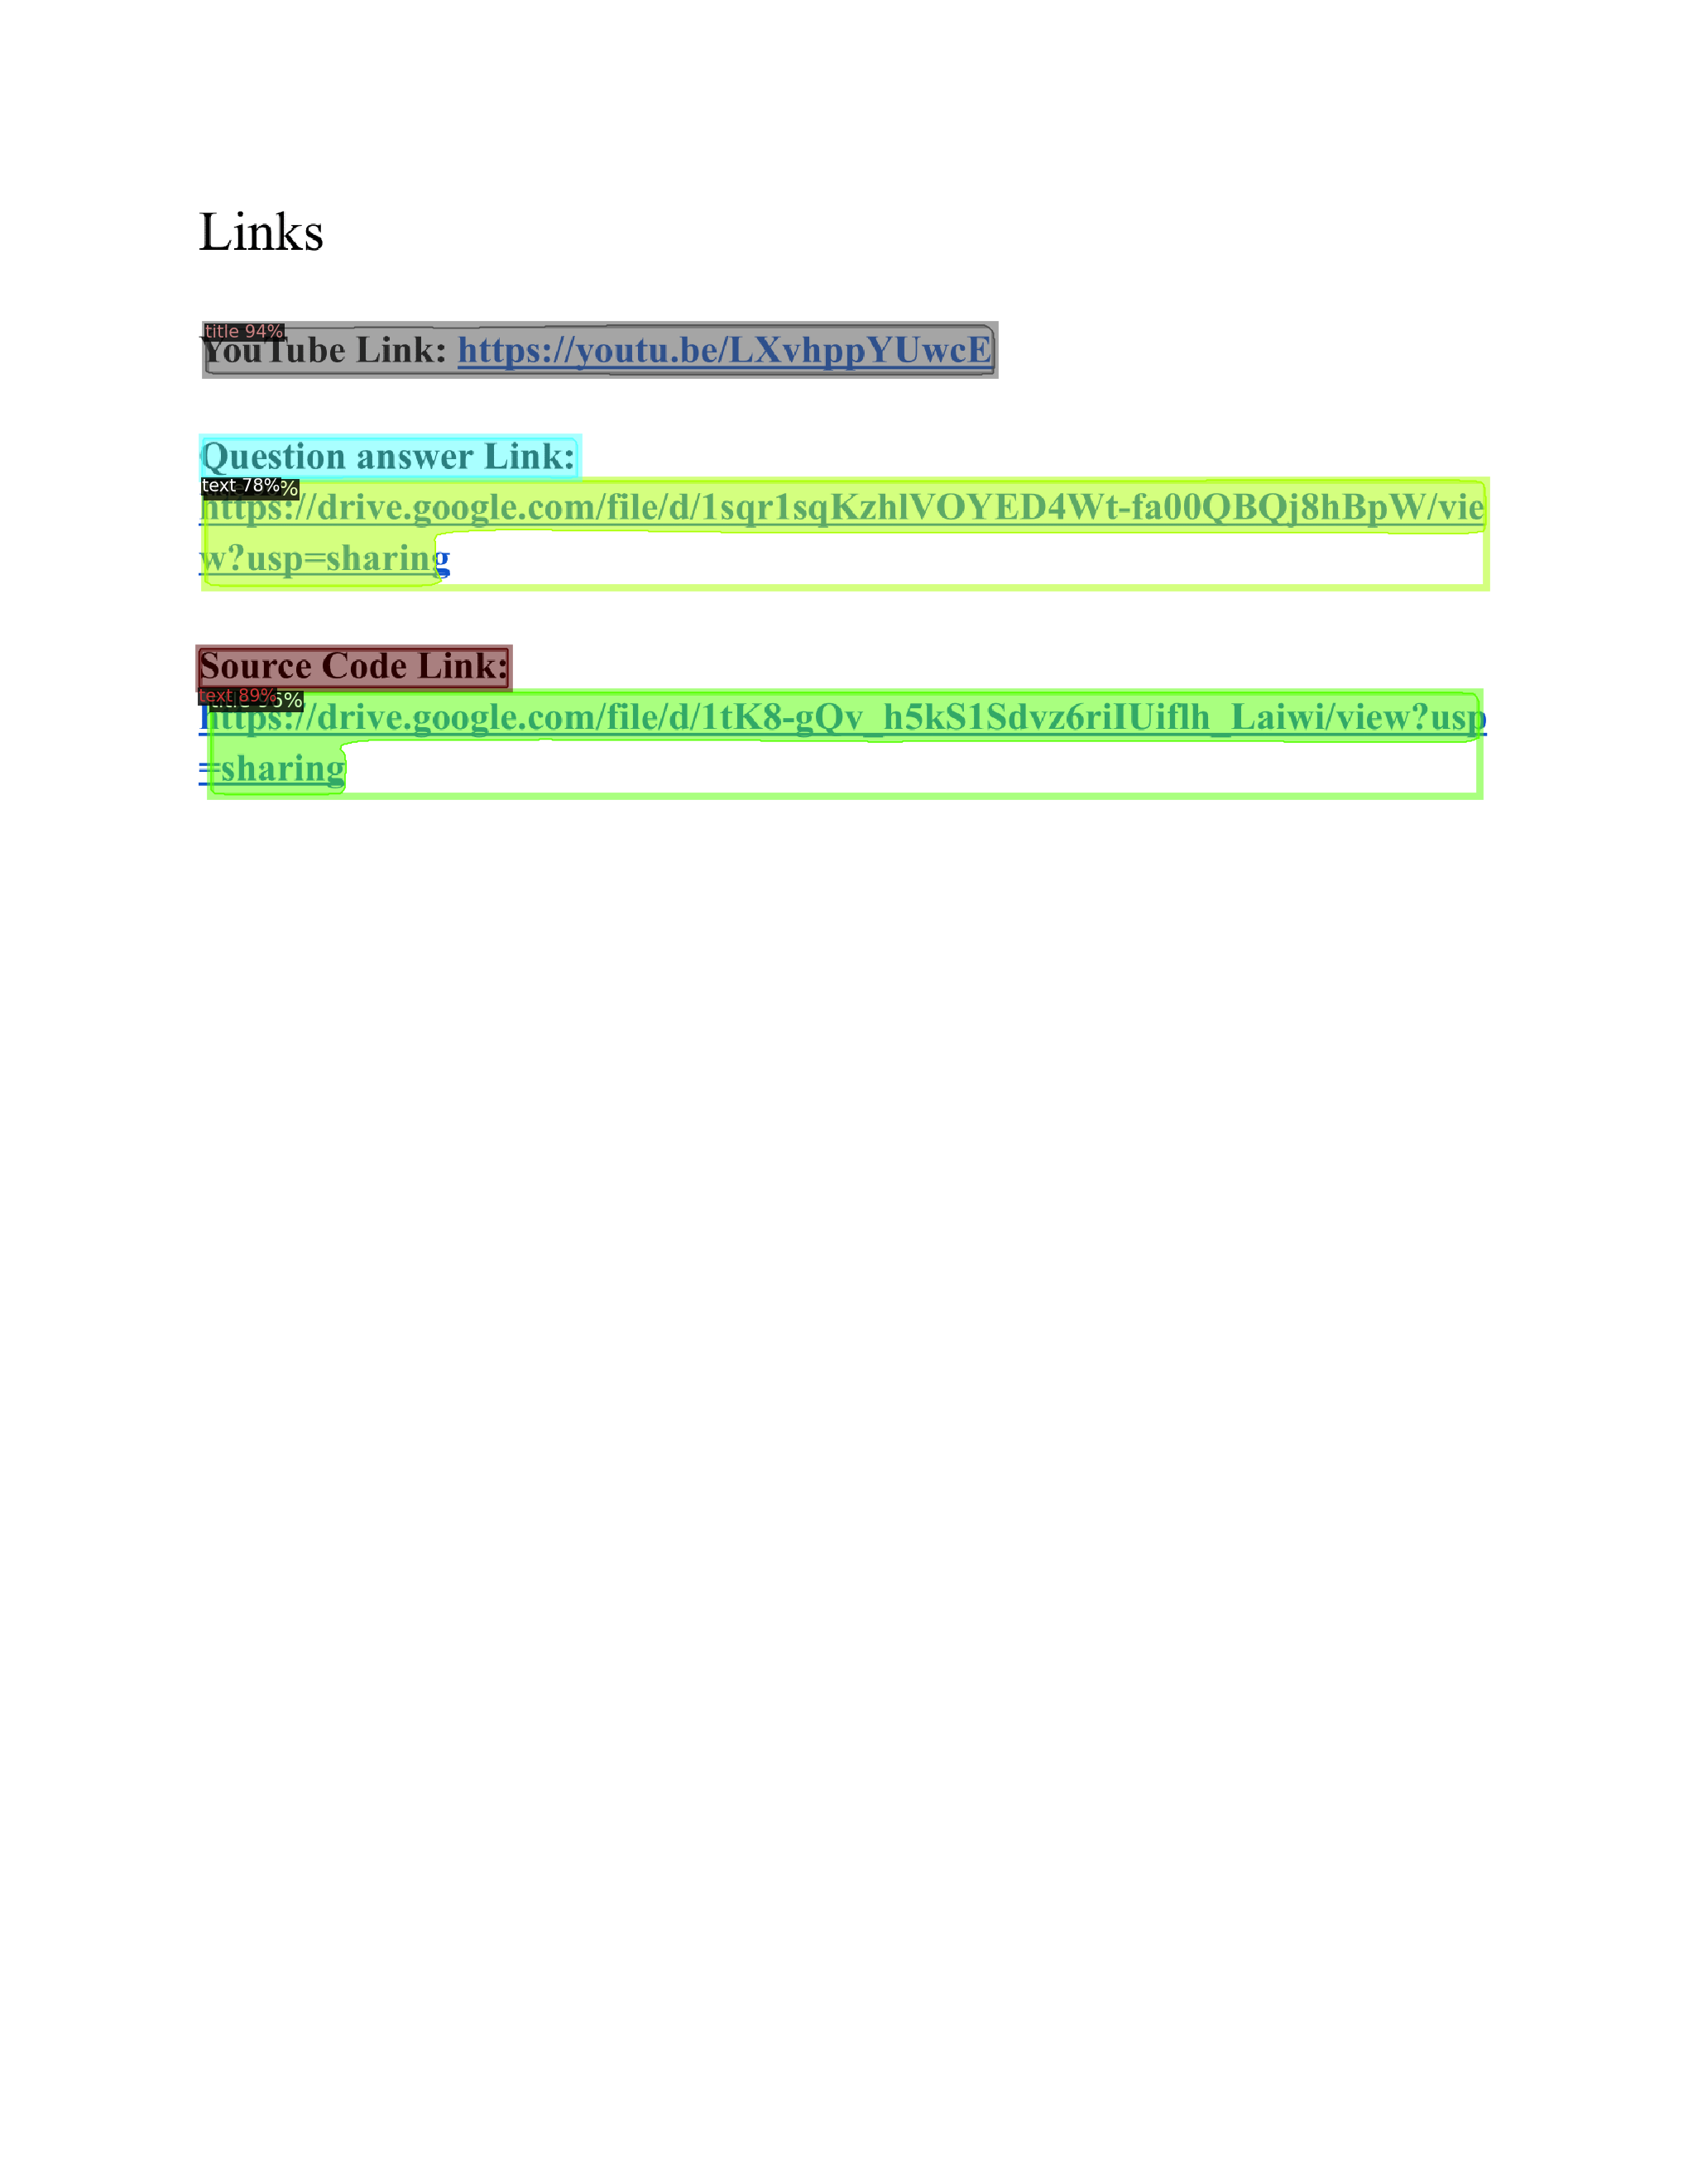 Links
title 94%
YouTube Link: https://youtu.be/LXvhppYUwcE
Question answer Link:
text 78%
https://drive.google.com/file/d/1sqr1sqKzhlVOYED4Wt-fa00QBQj8hBpW/vie
w?usp=sharing
Source Code Link:
text 89%
https://drive.google.com/file/d/1tK8-gQv_h5kS1Sdvz6riIUiflh_Laiwi/view?usp
=sharing